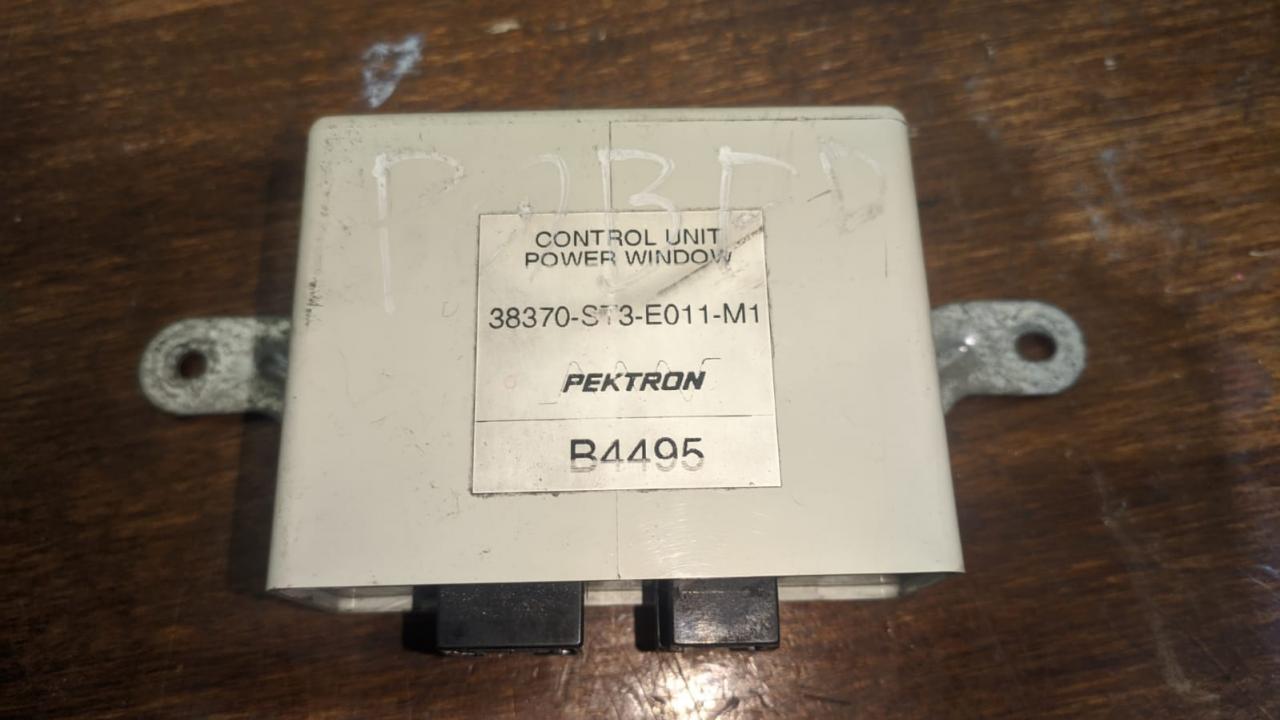 CONTROL UNIT
POWER WINDOW
38370-ST3-E011-M1
PEKTRON
B4495